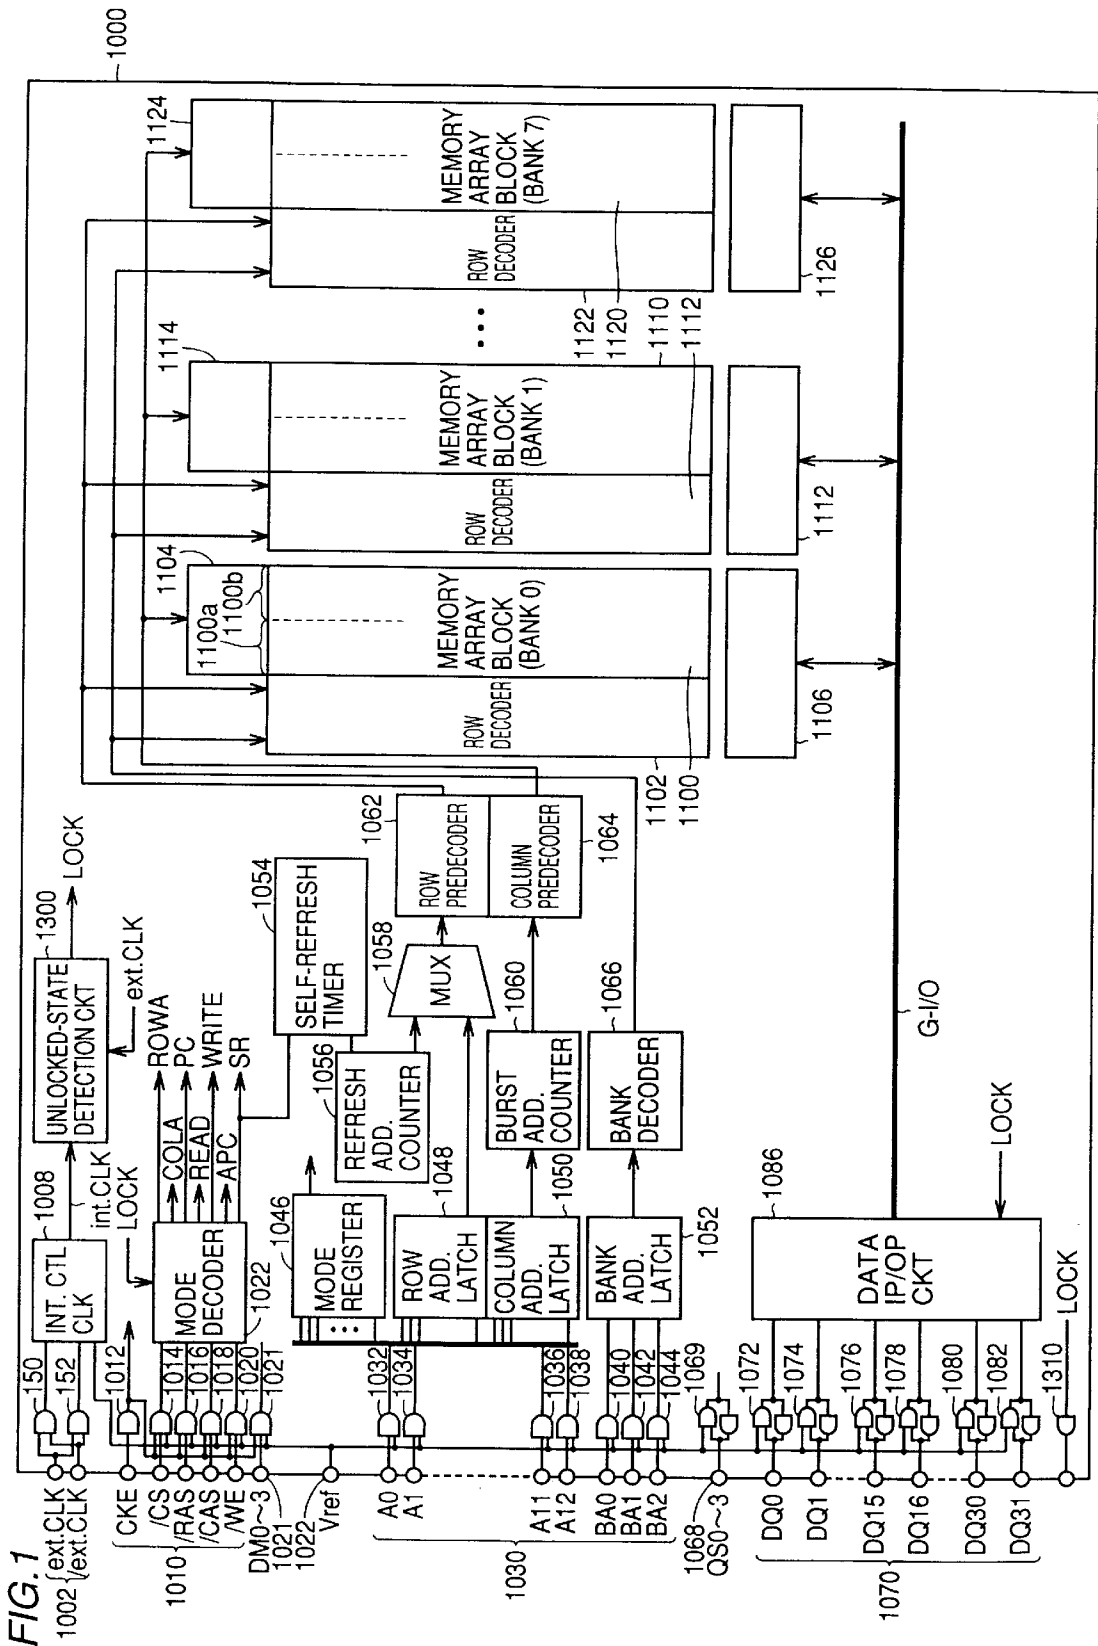 FIG.1
1000
1002
ext.CLK
/ext.CLK
150
152
INT. CTL
CLK
1008
int.CLK
UNLOCKED-STATE
DETECTION CKT
1300
LOCK
ext.CLK
CKE
1012
LOCK
1010
/CS
/RAS
/CAS
/WE
DM0~3
1021
1014
1016
1018
1020
1021
MODE
DECODER
1022
ROWA
COLA
PC
READ
WRITE
APC
SR
1022
Vref
SELF-REFRESH
TIMER
1054
1056
REFRESH
ADD.
COUNTER
1046
MODE
REGISTER
1030
A0
A1
A11
A12
BA0
BA1
BA2
1032
1034
1036
1038
1040
1042
1044
ROW
ADD.
LATCH
1048
COLUMN
ADD.
LATCH
1050
BANK
ADD.
LATCH
1052
MUX
1058
BURST
ADD.
COUNTER
1060
BANK
DECODER
1066
ROW
PREDECODER
1062
COLUMN
PREDECODER
1064
1104
1100a
1100b
ROW
DECODER
MEMORY
ARRAY
BLOCK
(BANK 0)
1102
1100
1106
1114
ROW
DECODER
MEMORY
ARRAY
BLOCK
(BANK 1)
1110
1112
1112
1124
ROW
DECODER
MEMORY
ARRAY
BLOCK
(BANK 7)
1122
1120
1126
G-I/O
1068
QS0~3
1069
1070
DQ0
DQ1
DQ15
DQ16
DQ30
DQ31
1072
1074
1076
1078
1080
1082
DATA
IP/OP
CKT
1086
LOCK
1310
LOCK